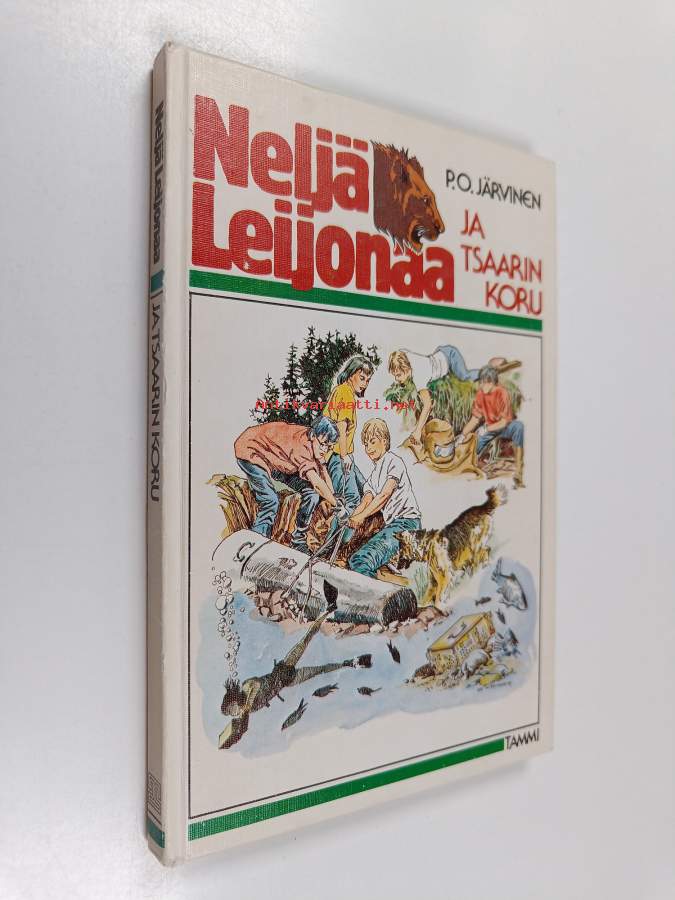 Neljä
Leijonaa
P.O. JÄRVINEN
JA
TSAARIN
KORU
Antikvariaatti.net
TAMMI
Neljä Leijonaa
JA TSAARIN KORU